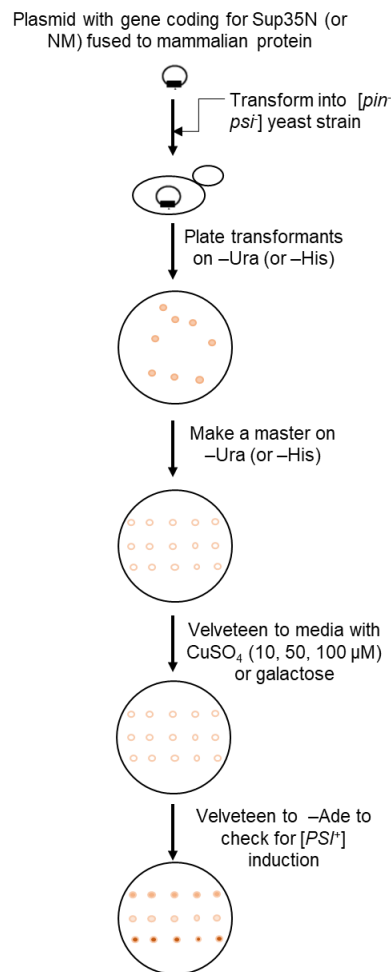 Plasmid with gene coding for Sup35N (or
NM) fused to mammalian protein
Transform into [pin-
psi-] yeast strain
Plate transformants
on –Ura (or –His)
Make a master on
–Ura (or –His)
Velveteen to media with
CuSO₄ (10, 50, 100 µM)
or galactose
Velveteen to –Ade to
check for [PSI⁺]
induction